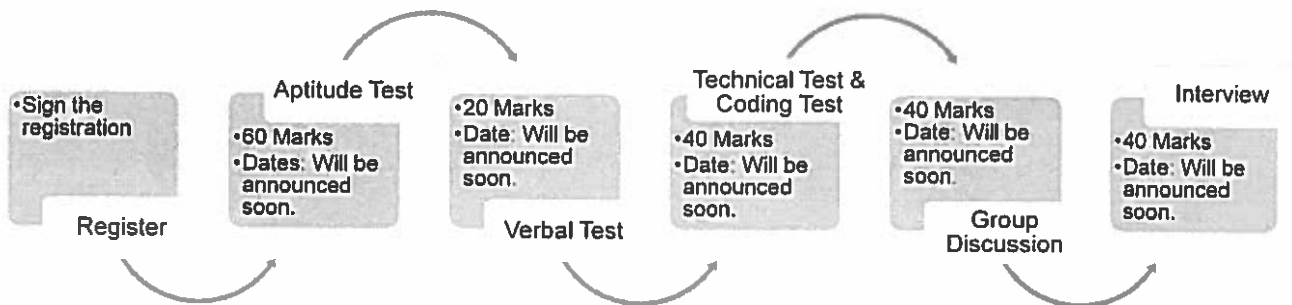 •Sign the
registration
Register
Aptitude Test
•60 Marks
•Dates: Will be
announced
soon.
•20 Marks
•Date: Will be
announced
soon.
Verbal Test
Technical Test &
Coding Test
•40 Marks
•Date: Will be
announced
soon.
•40 Marks
•Date: Will be
announced
soon.
Group
Discussion
Interview
•40 Marks
•Date: Will be
announced
soon.